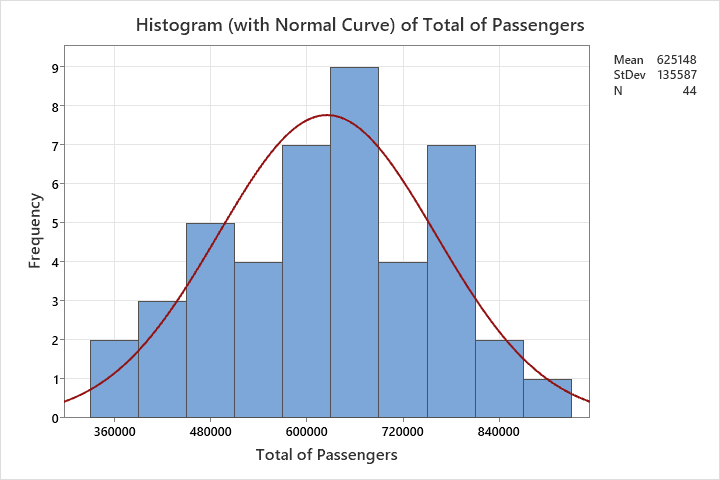 Histogram (with Normal Curve) of Total of Passengers
Mean 625148
StDev 135587
N 44
9
8
7
6
5
4
3
2
1
0
Frequency
360000 480000 600000 720000 840000
Total of Passengers